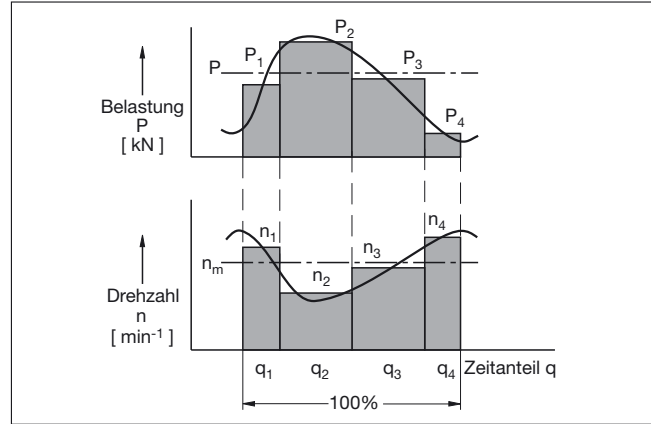 P₂
P P₁ P₃
Belastung
P
[ kN ]
P₄
n₁ n₄
nₘ n₂ n₃
Drehzahl
n
[ min⁻¹ ]
q₁ q₂ q₃ q₄ Zeitanteil q
100%